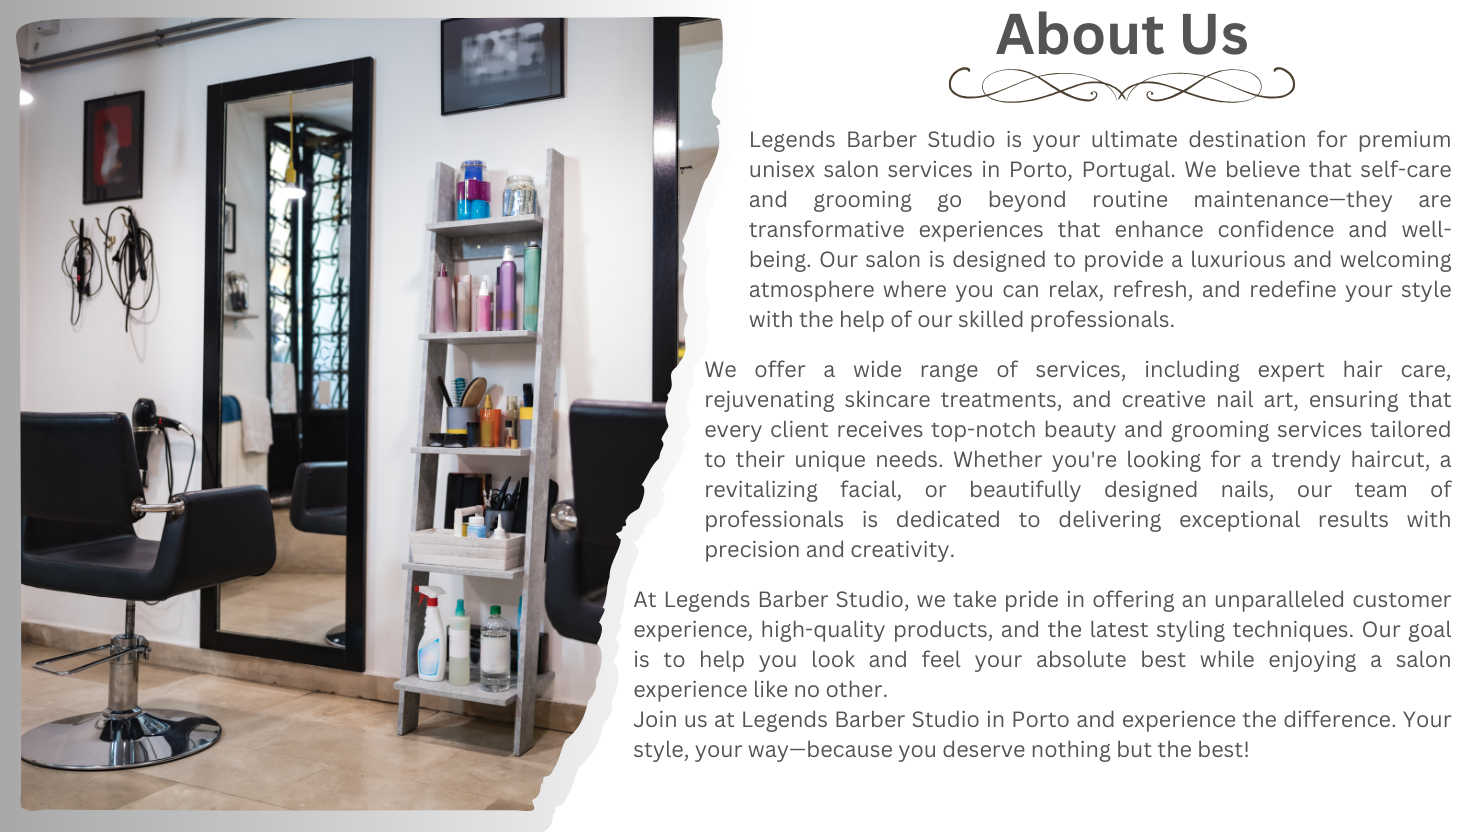 About Us
Legends Barber Studio is your ultimate destination for premium
unisex salon services in Porto, Portugal. We believe that self-care
and grooming go beyond routine maintenance—they are
transformative experiences that enhance confidence and well-
being. Our salon is designed to provide a luxurious and welcoming
atmosphere where you can relax, refresh, and redefine your style
with the help of our skilled professionals.
We offer a wide range of services, including expert hair care,
rejuvenating skincare treatments, and creative nail art, ensuring that
every client receives top-notch beauty and grooming services tailored
to their unique needs. Whether you're looking for a trendy haircut, a
revitalizing facial, or beautifully designed nails, our team of
professionals is dedicated to delivering exceptional results with
precision and creativity.
At Legends Barber Studio, we take pride in offering an unparalleled customer
experience, high-quality products, and the latest styling techniques. Our goal
is to help you look and feel your absolute best while enjoying a salon
experience like no other.
Join us at Legends Barber Studio in Porto and experience the difference. Your
style, your way—because you deserve nothing but the best!